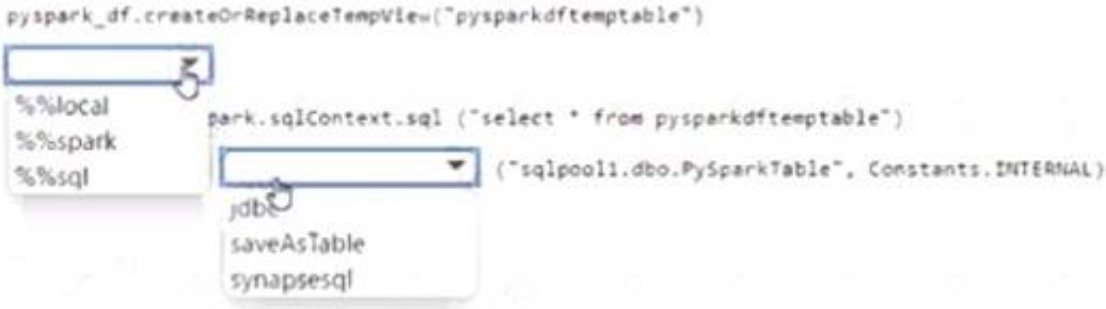 pyspark_df.createOrReplaceTempView("pysparkdftemptable")
%%local
%%spark
%%sql
park.sqlContext.sql ("select * from pysparkdftemptable")
("sqlpool1.dbo.PySparkTable", Constants.INTERNAL)
jdbc
saveAsTable
synapsesql